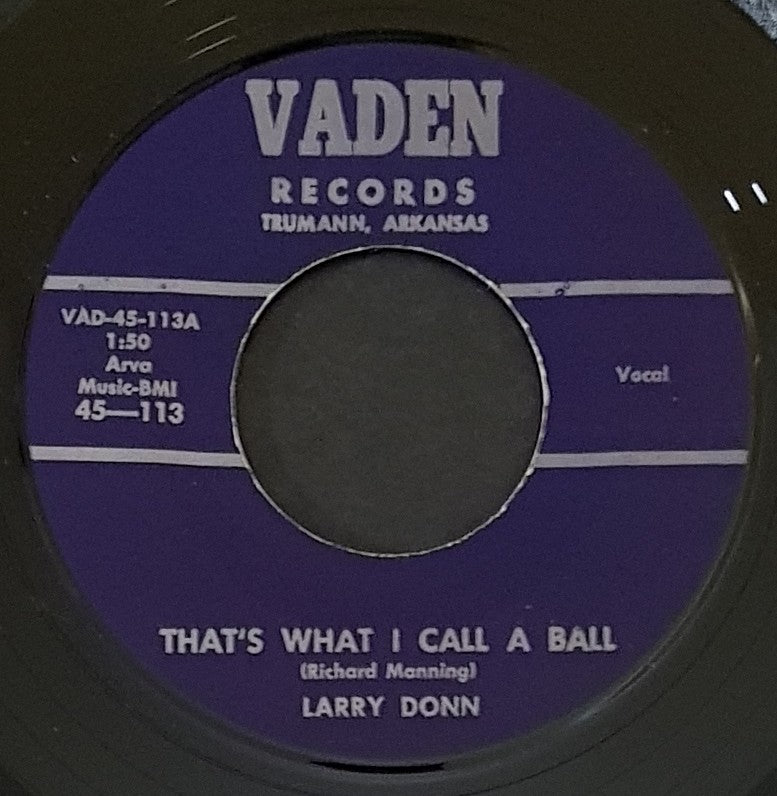 VADEN
RECORDS
TRUMANN, ARKANSAS
VAD-45-113A
1:50
Arva
Music-BMI
45—113
Vocal
THAT'S WHAT I CALL A BALL
(Richard Manning)
LARRY DONN